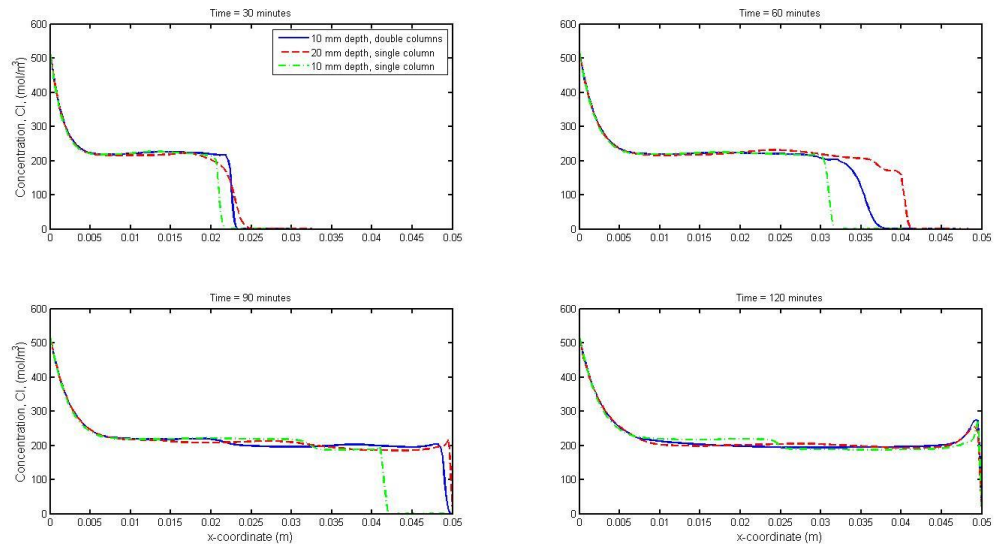 Time = 30 minutes
600
500
400
300
200
100
0
Concentration, Cl, (mol/m³)
10 mm depth, double columns
20 mm depth, single column
10 mm depth, single column
0 0.005 0.01 0.015 0.02 0.025 0.03 0.035 0.04 0.045 0.05
Time = 60 minutes
600
500
400
300
200
100
0
0 0.005 0.01 0.015 0.02 0.025 0.03 0.035 0.04 0.045 0.05
Time = 90 minutes
600
500
400
300
200
100
0
Concentration, Cl, (mol/m³)
0 0.005 0.01 0.015 0.02 0.025 0.03 0.035 0.04 0.045 0.05
x-coordinate (m)
Time = 120 minutes
600
500
400
300
200
100
0
0 0.005 0.01 0.015 0.02 0.025 0.03 0.035 0.04 0.045 0.05
x-coordinate (m)